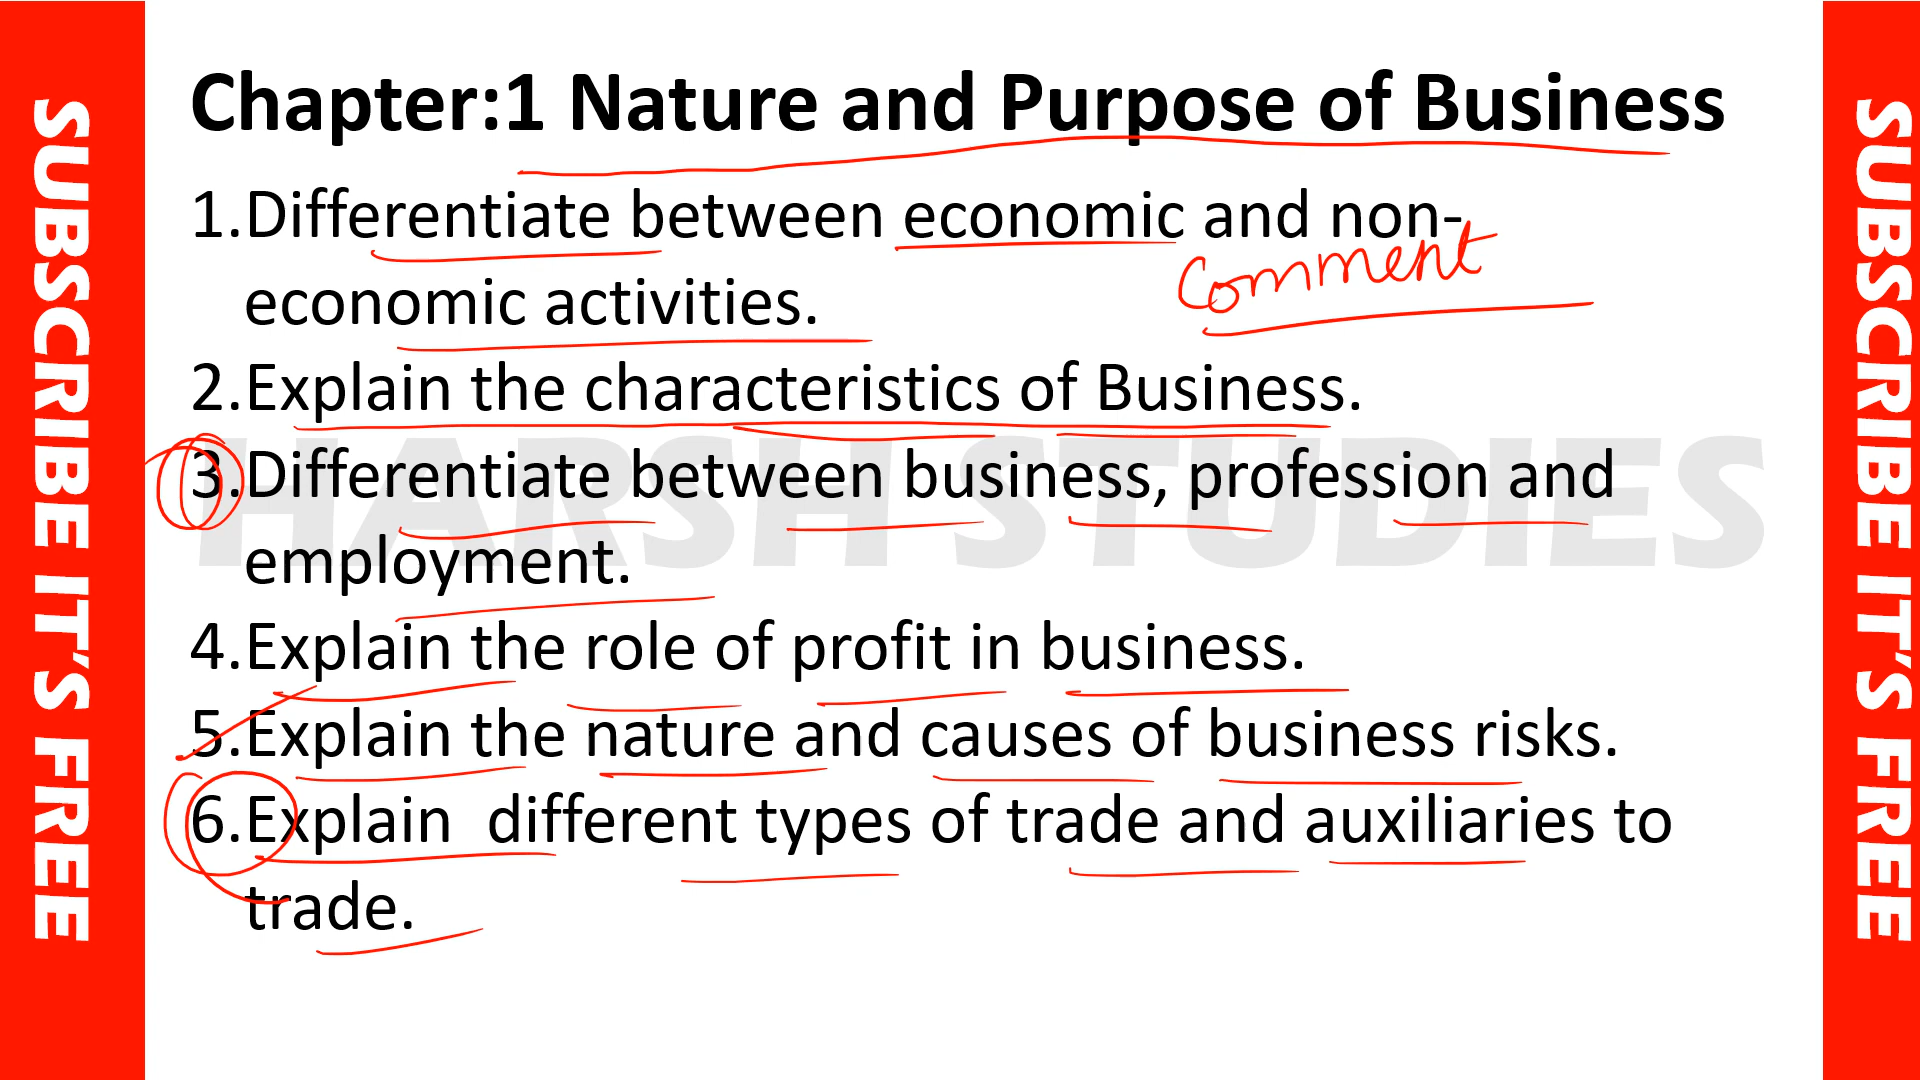 SUBSCRIBE IT'S FREE
Chapter:1 Nature and Purpose of Business
1.Differentiate between economic and non-
economic activities.
Comment
2.Explain the characteristics of Business.
HARSH STUDIES
3.Differentiate between business, profession and
employment.
4.Explain the role of profit in business.
5.Explain the nature and causes of business risks.
6.Explain different types of trade and auxiliaries to
trade.
SUBSCRIBE IT'S FREE